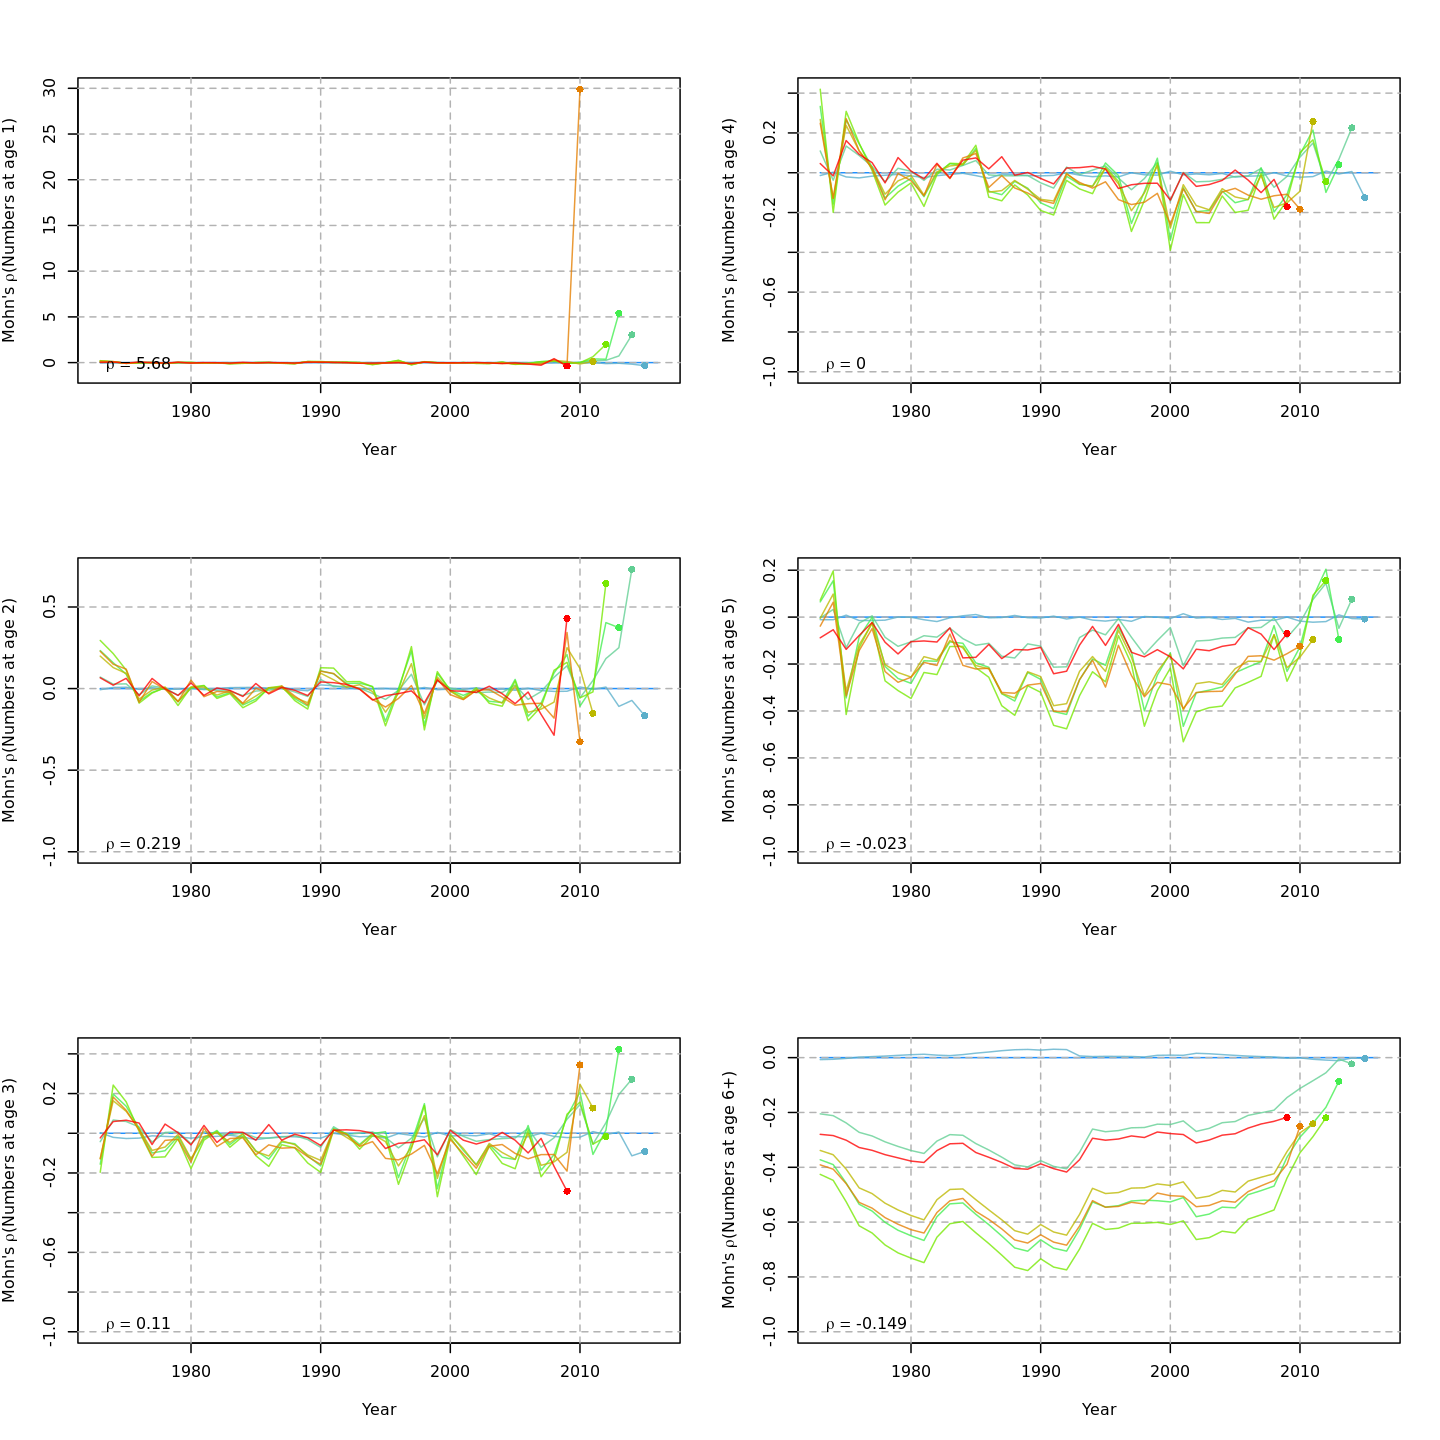 Mohn's ρ(Numbers at age 1)
30
25
20
15
10
5
0
ρ = 5.68
1980 1990 2000 2010
Year
Mohn's ρ(Numbers at age 4)
0.2
-0.2
-0.6
-1.0
ρ = 0
1980 1990 2000 2010
Year
Mohn's ρ(Numbers at age 2)
0.5
0.0
-0.5
-1.0
ρ = 0.219
1980 1990 2000 2010
Year
Mohn's ρ(Numbers at age 5)
0.2
0.0
-0.2
-0.4
-0.6
-0.8
-1.0
ρ = -0.023
1980 1990 2000 2010
Year
Mohn's ρ(Numbers at age 3)
0.2
-0.2
-0.6
-1.0
ρ = 0.11
1980 1990 2000 2010
Year
Mohn's ρ(Numbers at age 6+)
0.0
-0.2
-0.4
-0.6
-0.8
-1.0
ρ = -0.149
1980 1990 2000 2010
Year